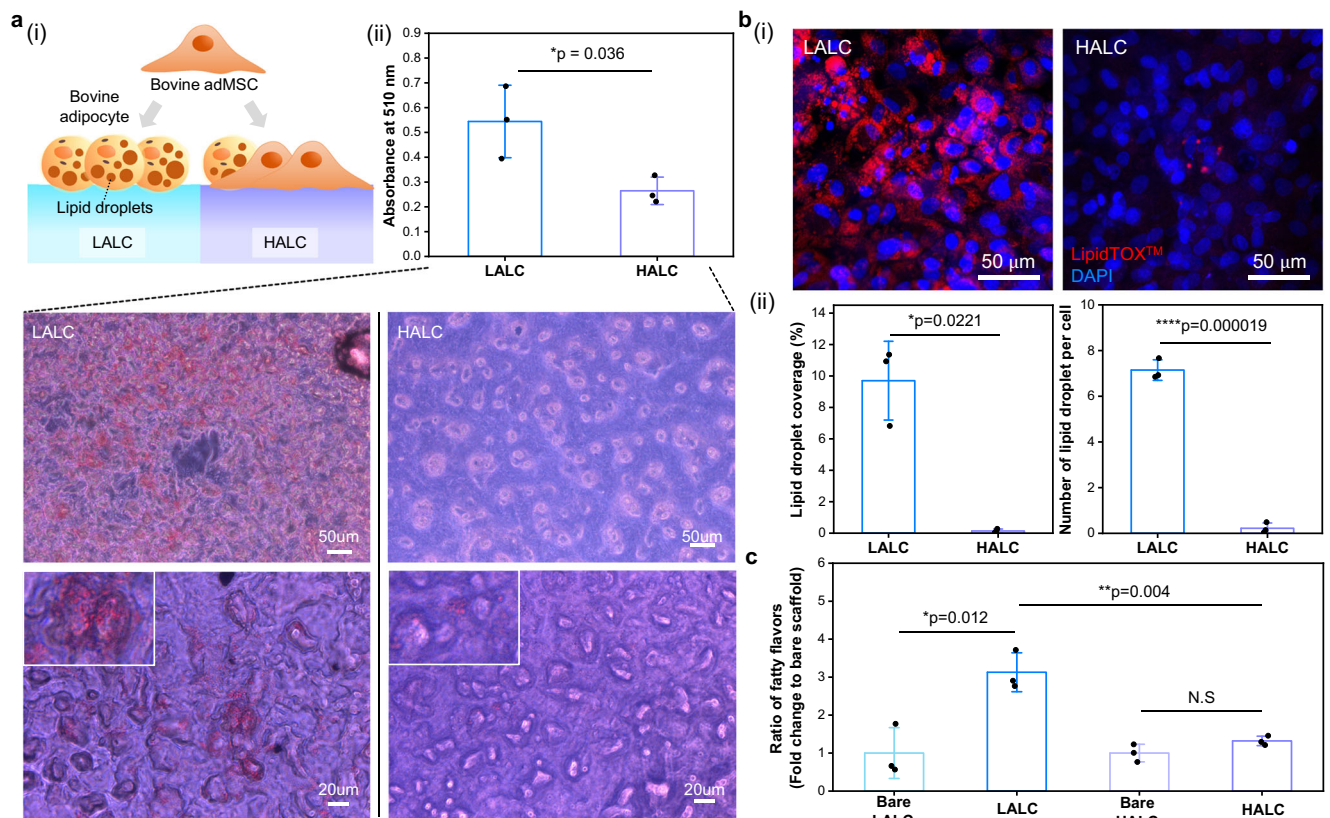 a
(i)
Bovine adMSC
Bovine
adipocyte
Lipid droplets
LALC
HALC
(ii)
Absorbance at 510 nm
0.9
0.8
0.7
0.6
0.5
0.4
0.3
0.2
0.1
0.0
*p = 0.036
LALC
HALC
LALC
50um
HALC
50um
20um
20um
b
(i)
LALC
50 μm
HALC
LipidTOX™
DAPI
50 μm
(ii)
Lipid droplet coverage (%)
14
12
10
8
6
4
2
0
*p=0.0221
LALC
HALC
Number of lipid droplet per cell
10
8
6
4
2
0
****p=0.000019
LALC
HALC
c
Ratio of fatty flavors
(Fold change to bare scaffold)
6
5
4
3
2
1
0
*p=0.012
**p=0.004
N.S
Bare
LALC
LALC
Bare
HALC
HALC